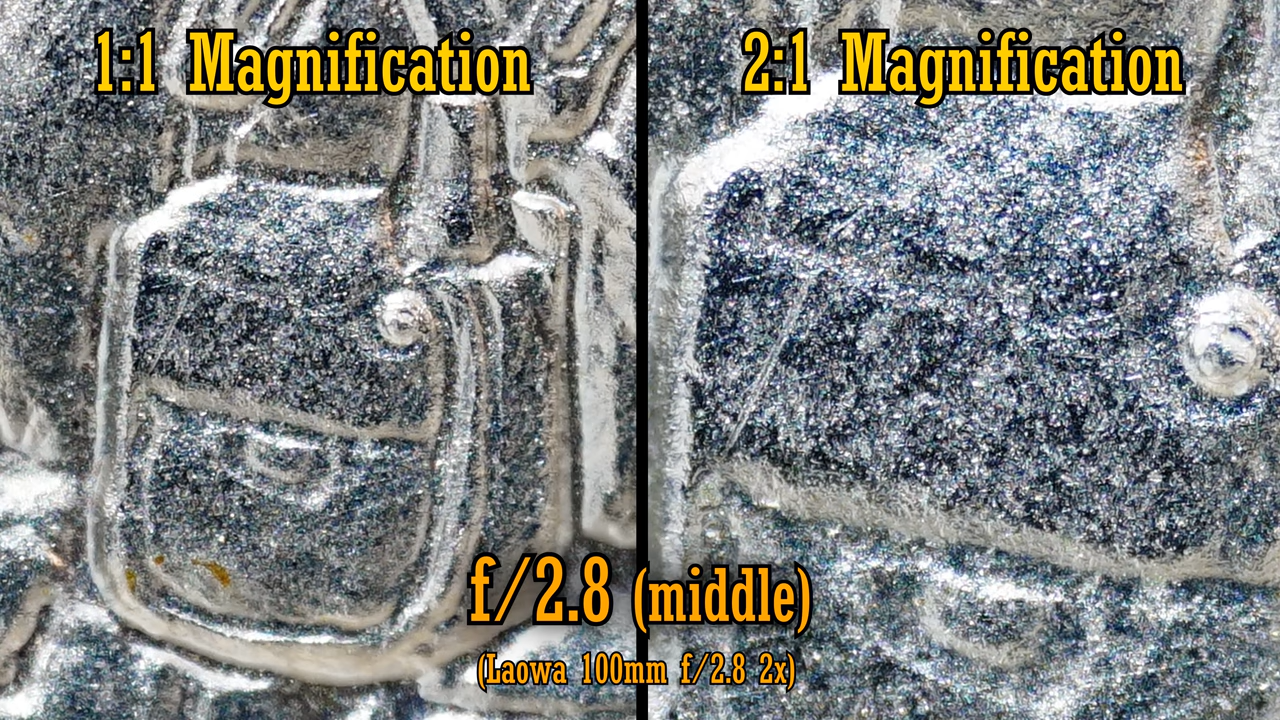 1:1 Magnification
2:1 Magnification
f/2.8 (middle)
(Laowa 100mm f/2.8 2x)